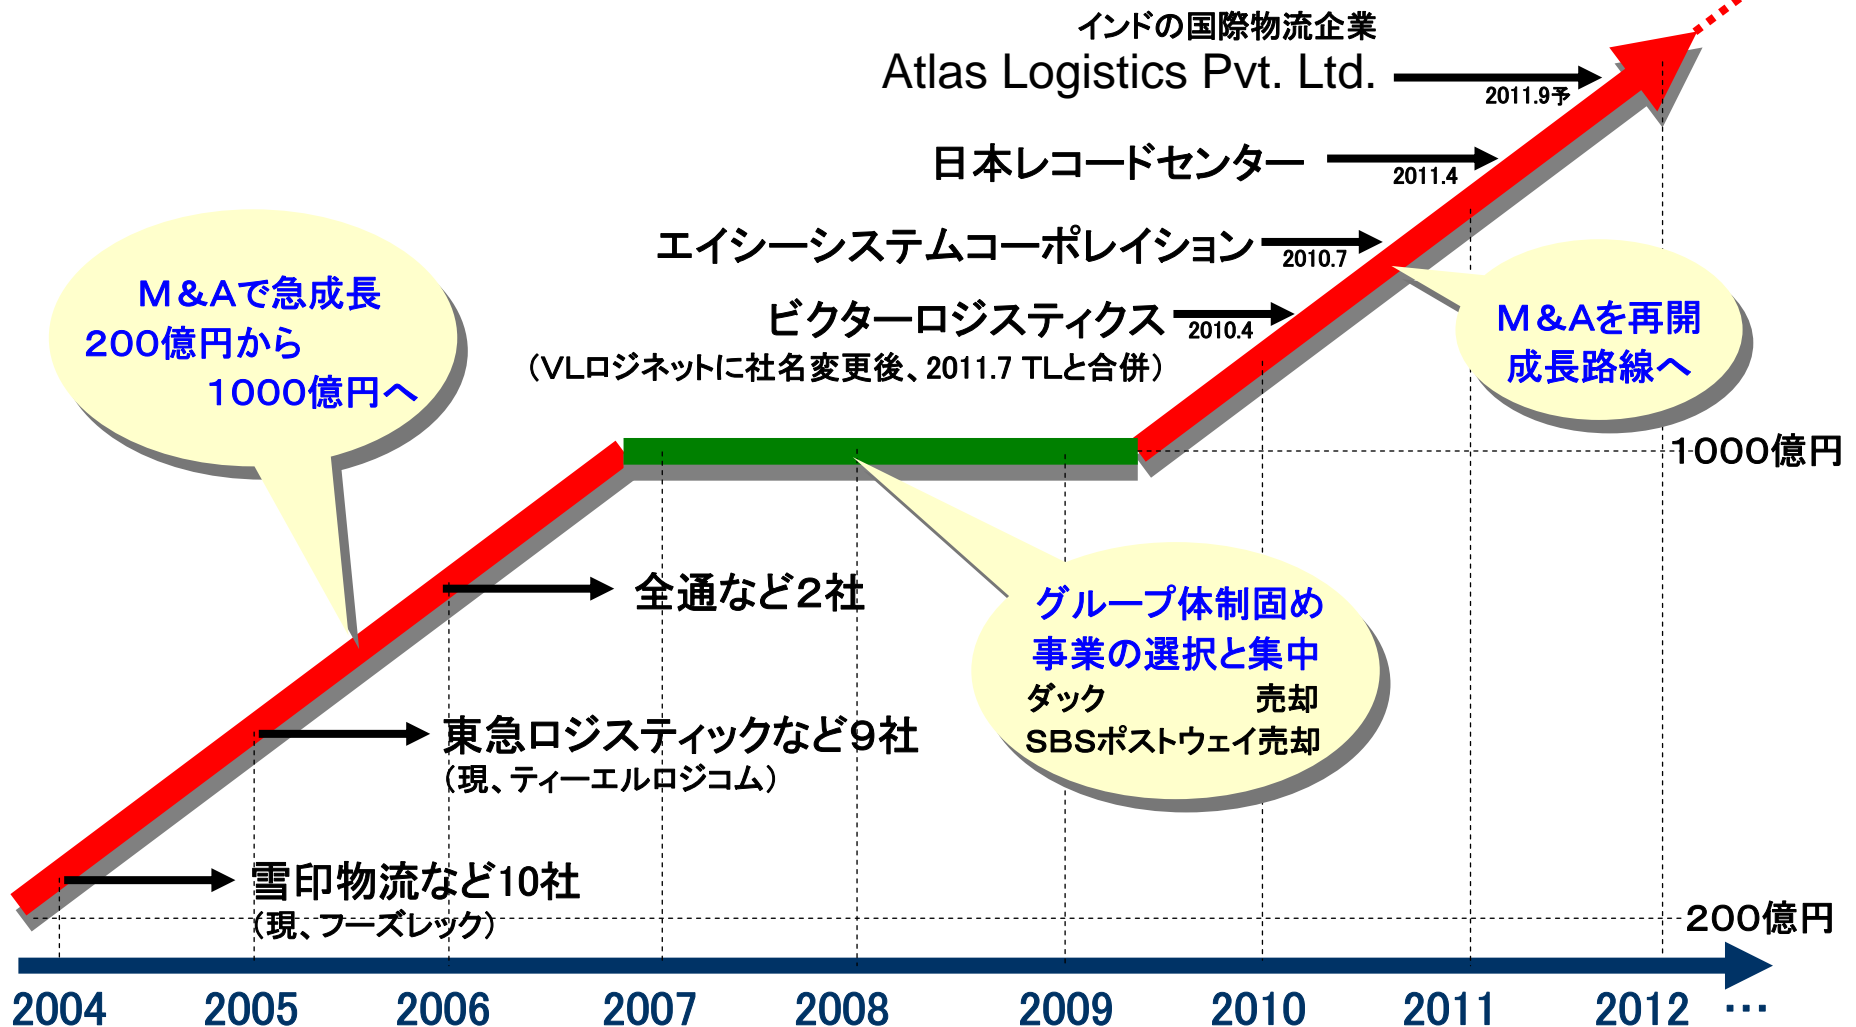 インドの国際物流企業
Atlas Logistics Pvt. Ltd.
2011.9予
日本レコードセンター
2011.4
エイシーシステムコーポレイション
2010.7
ビクターロジスティクス
2010.4
（VLロジネットに社名変更後、2011.7 TLと合併）
M&Aで急成長
200億円から
1000億円へ
M&Aを再開
成長路線へ
1000億円
全通など2社
グループ体制固め
事業の選択と集中
ダック 売却
SBSポストウェイ売却
東急ロジスティックなど9社
（現、ティーエルロジコム）
雪印物流など10社
（現、フーズレック）
200億円
2004 2005 2006 2007 2008 2009 2010 2011 2012 …